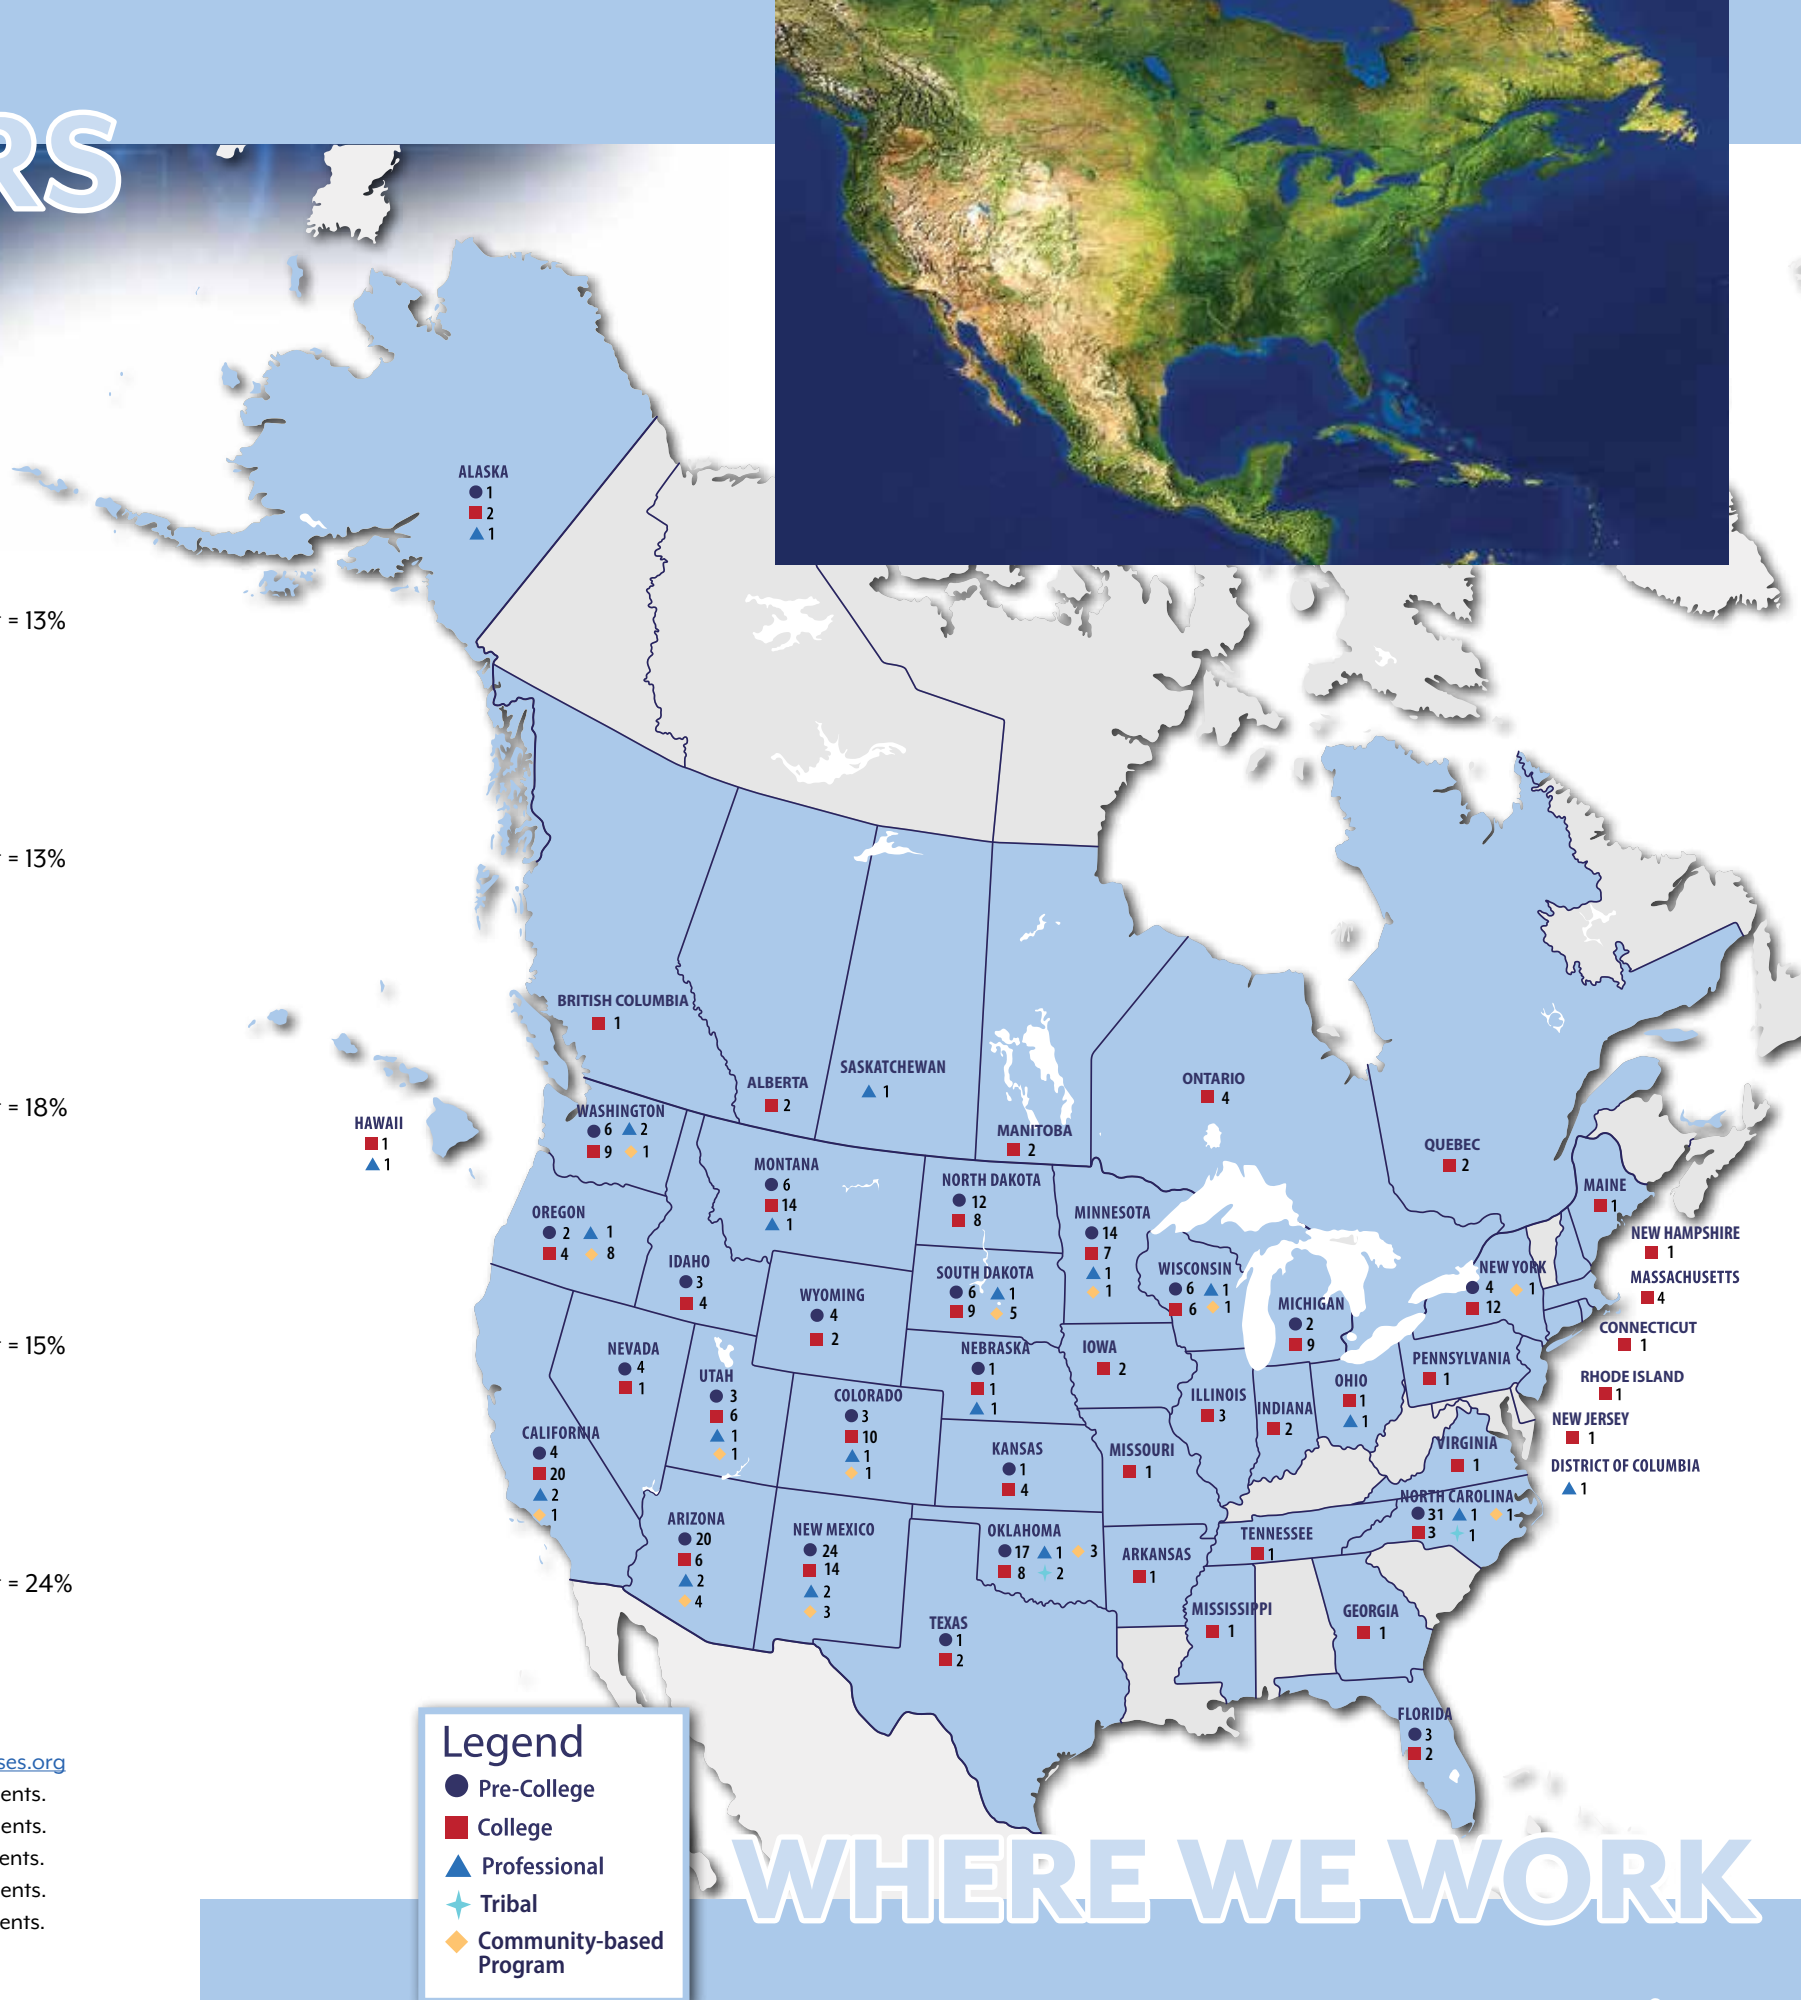 RS
= 13%
= 13%
= 18%
= 15%
= 24%
ses.org
ents.
ents.
ents.
ents.
ents.
ALASKA
1
2
1
HAWAII
1
1
BRITISH COLUMBIA
1
ALBERTA
2
SASKATCHEWAN
1
MANITOBA
2
ONTARIO
4
QUEBEC
2
WASHINGTON
6 2
9 1
OREGON
2 1
4 8
IDAHO
3
4
MONTANA
6
14
1
NORTH DAKOTA
12
8
SOUTH DAKOTA
6 1
9 5
MINNESOTA
14
7
1
1
WISCONSIN
6 1
6 1
MICHIGAN
2
9
NEW YORK
4 1
12
MAINE
1
NEW HAMPSHIRE
1
MASSACHUSETTS
4
CONNECTICUT
1
RHODE ISLAND
1
NEW JERSEY
1
DISTRICT OF COLUMBIA
1
WYOMING
4
2
NEVADA
4
1
UTAH
3
6
1
1
COLORADO
3
10
1
1
NEBRASKA
1
1
1
IOWA
2
ILLINOIS
3
INDIANA
2
OHIO
1
1
PENNSYLVANIA
1
VIRGINIA
1
CALIFORNIA
4
20
2
1
KANSAS
1
4
MISSOURI
1
ARIZONA
20
6
2
4
NEW MEXICO
24
14
2
3
OKLAHOMA
17 1 3
8 2
ARKANSAS
1
TENNESSEE
1
NORTH CAROLINA
31 1 1
3 1
TEXAS
1
2
MISSISSIPPI
1
GEORGIA
1
FLORIDA
3
2
Legend
Pre-College
College
Professional
Tribal
Community-based
Program
WHERE WE WORK